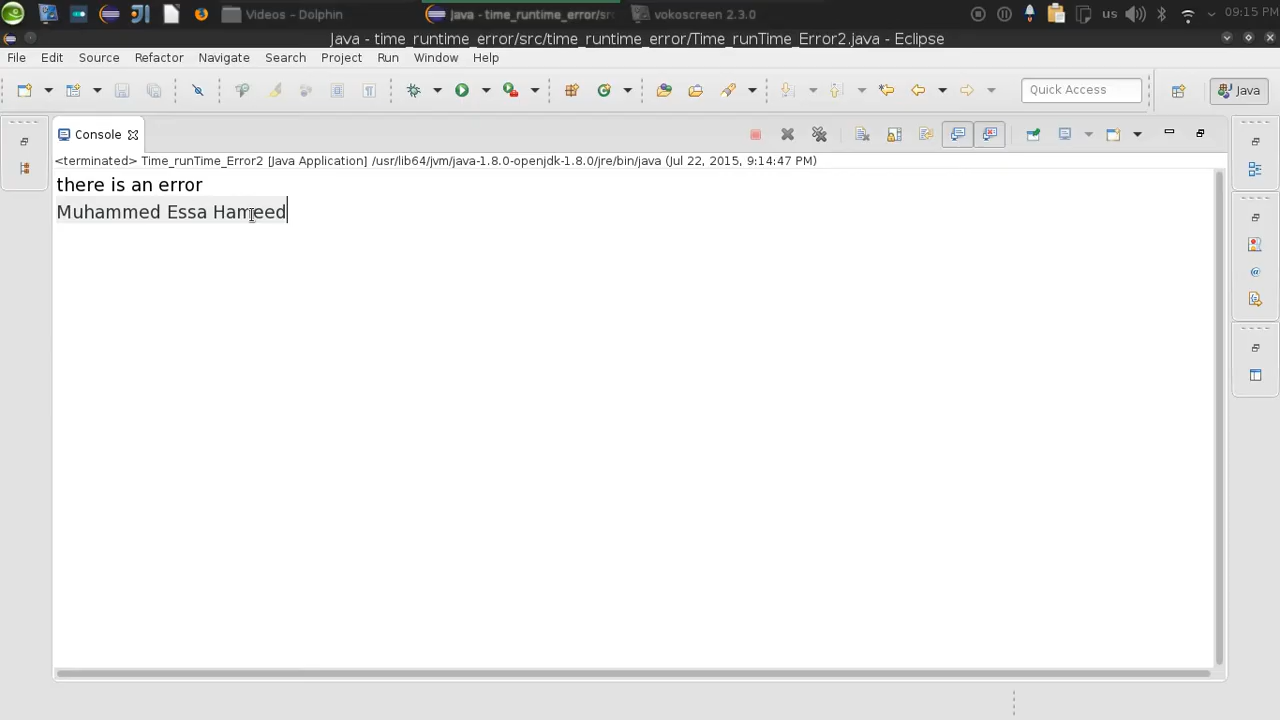 Videos – Dolphin
Java - time_runtime_error/src
vokoscreen 2.3.0
us
09:15 PM
Java - time_runtime_error/src/time_runtime_error/Time_runTime_Error2.java - Eclipse
File Edit Source Refactor Navigate Search Project Run Window Help
Quick Access
Java
Console
<terminated> Time_runTime_Error2 [Java Application] /usr/lib64/jvm/java-1.8.0-openjdk-1.8.0/jre/bin/java (Jul 22, 2015, 9:14:47 PM)
there is an error
Muhammed Essa Hameed